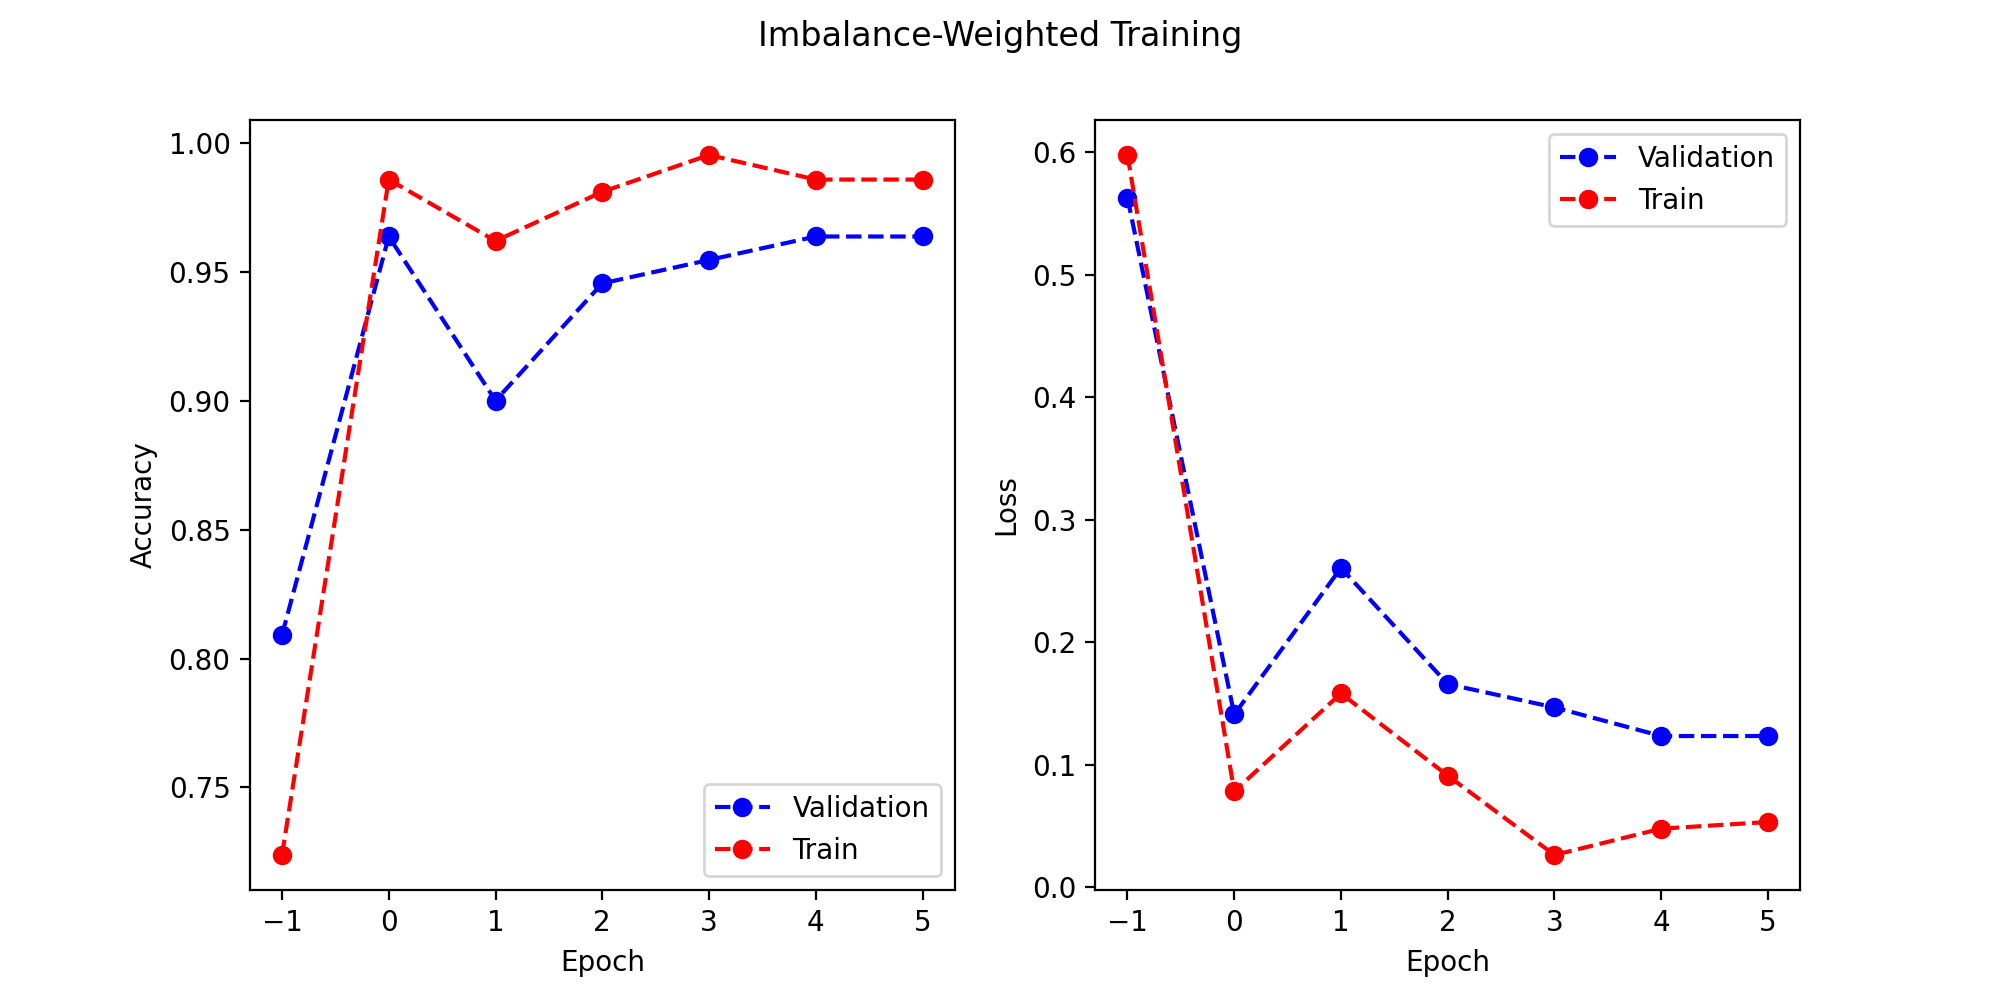 Imbalance-Weighted Training
1.00
0.95
0.90
0.85
0.80
0.75
Accuracy
Validation
Train
−1 0 1 2 3 4 5
Epoch
0.6
0.5
0.4
0.3
0.2
0.1
0.0
Loss
Validation
Train
−1 0 1 2 3 4 5
Epoch